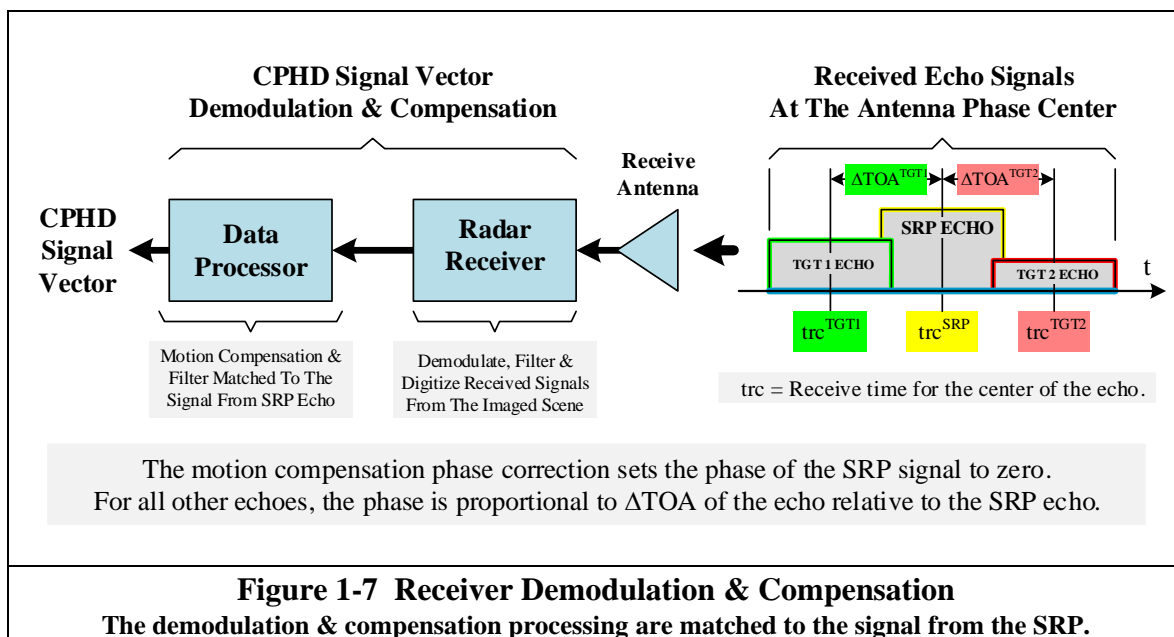 CPHD Signal Vector
Demodulation & Compensation
Received Echo Signals
At The Antenna Phase Center
Receive
Antenna
CPHD
Signal
Vector
Data
Processor
Radar
Receiver
ΔTOA^TGT1
ΔTOA^TGT2
SRP ECHO
TGT 1 ECHO
TGT 2 ECHO
t
trc^TGT1
trc^SRP
trc^TGT2
Motion Compensation &
Filter Matched To The
Signal From SRP Echo
Demodulate, Filter &
Digitize Received Signals
From The Imaged Scene
trc = Receive time for the center of the echo.
The motion compensation phase correction sets the phase of the SRP signal to zero.
For all other echoes, the phase is proportional to ΔTOA of the echo relative to the SRP echo.
Figure 1-7 Receiver Demodulation & Compensation
The demodulation & compensation processing are matched to the signal from the SRP.